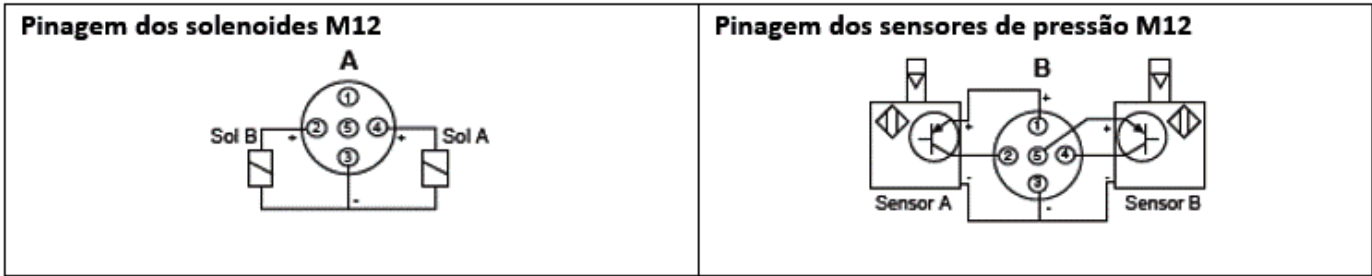 Pinagem dos solenoides M12
A
1
Sol B + 2 5 4 + Sol A
3
-
Pinagem dos sensores de pressão M12
B
+
1
+ +
2 5 4
- 3 -
-
Sensor A Sensor B